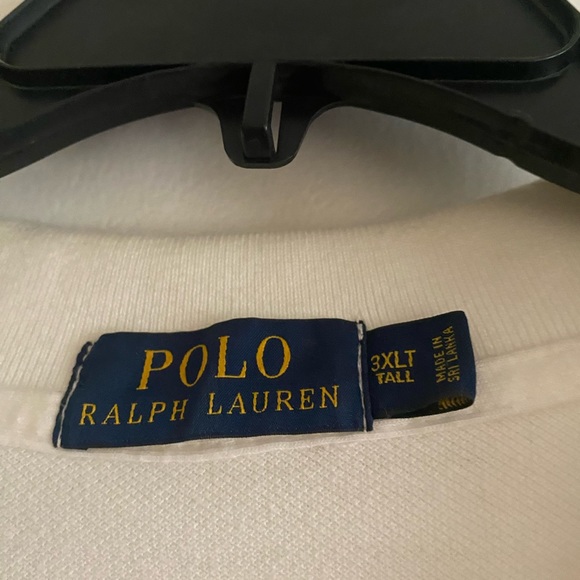 POLO
RALPH LAUREN
3XLT
TALL
MADE IN
SRI LANKA